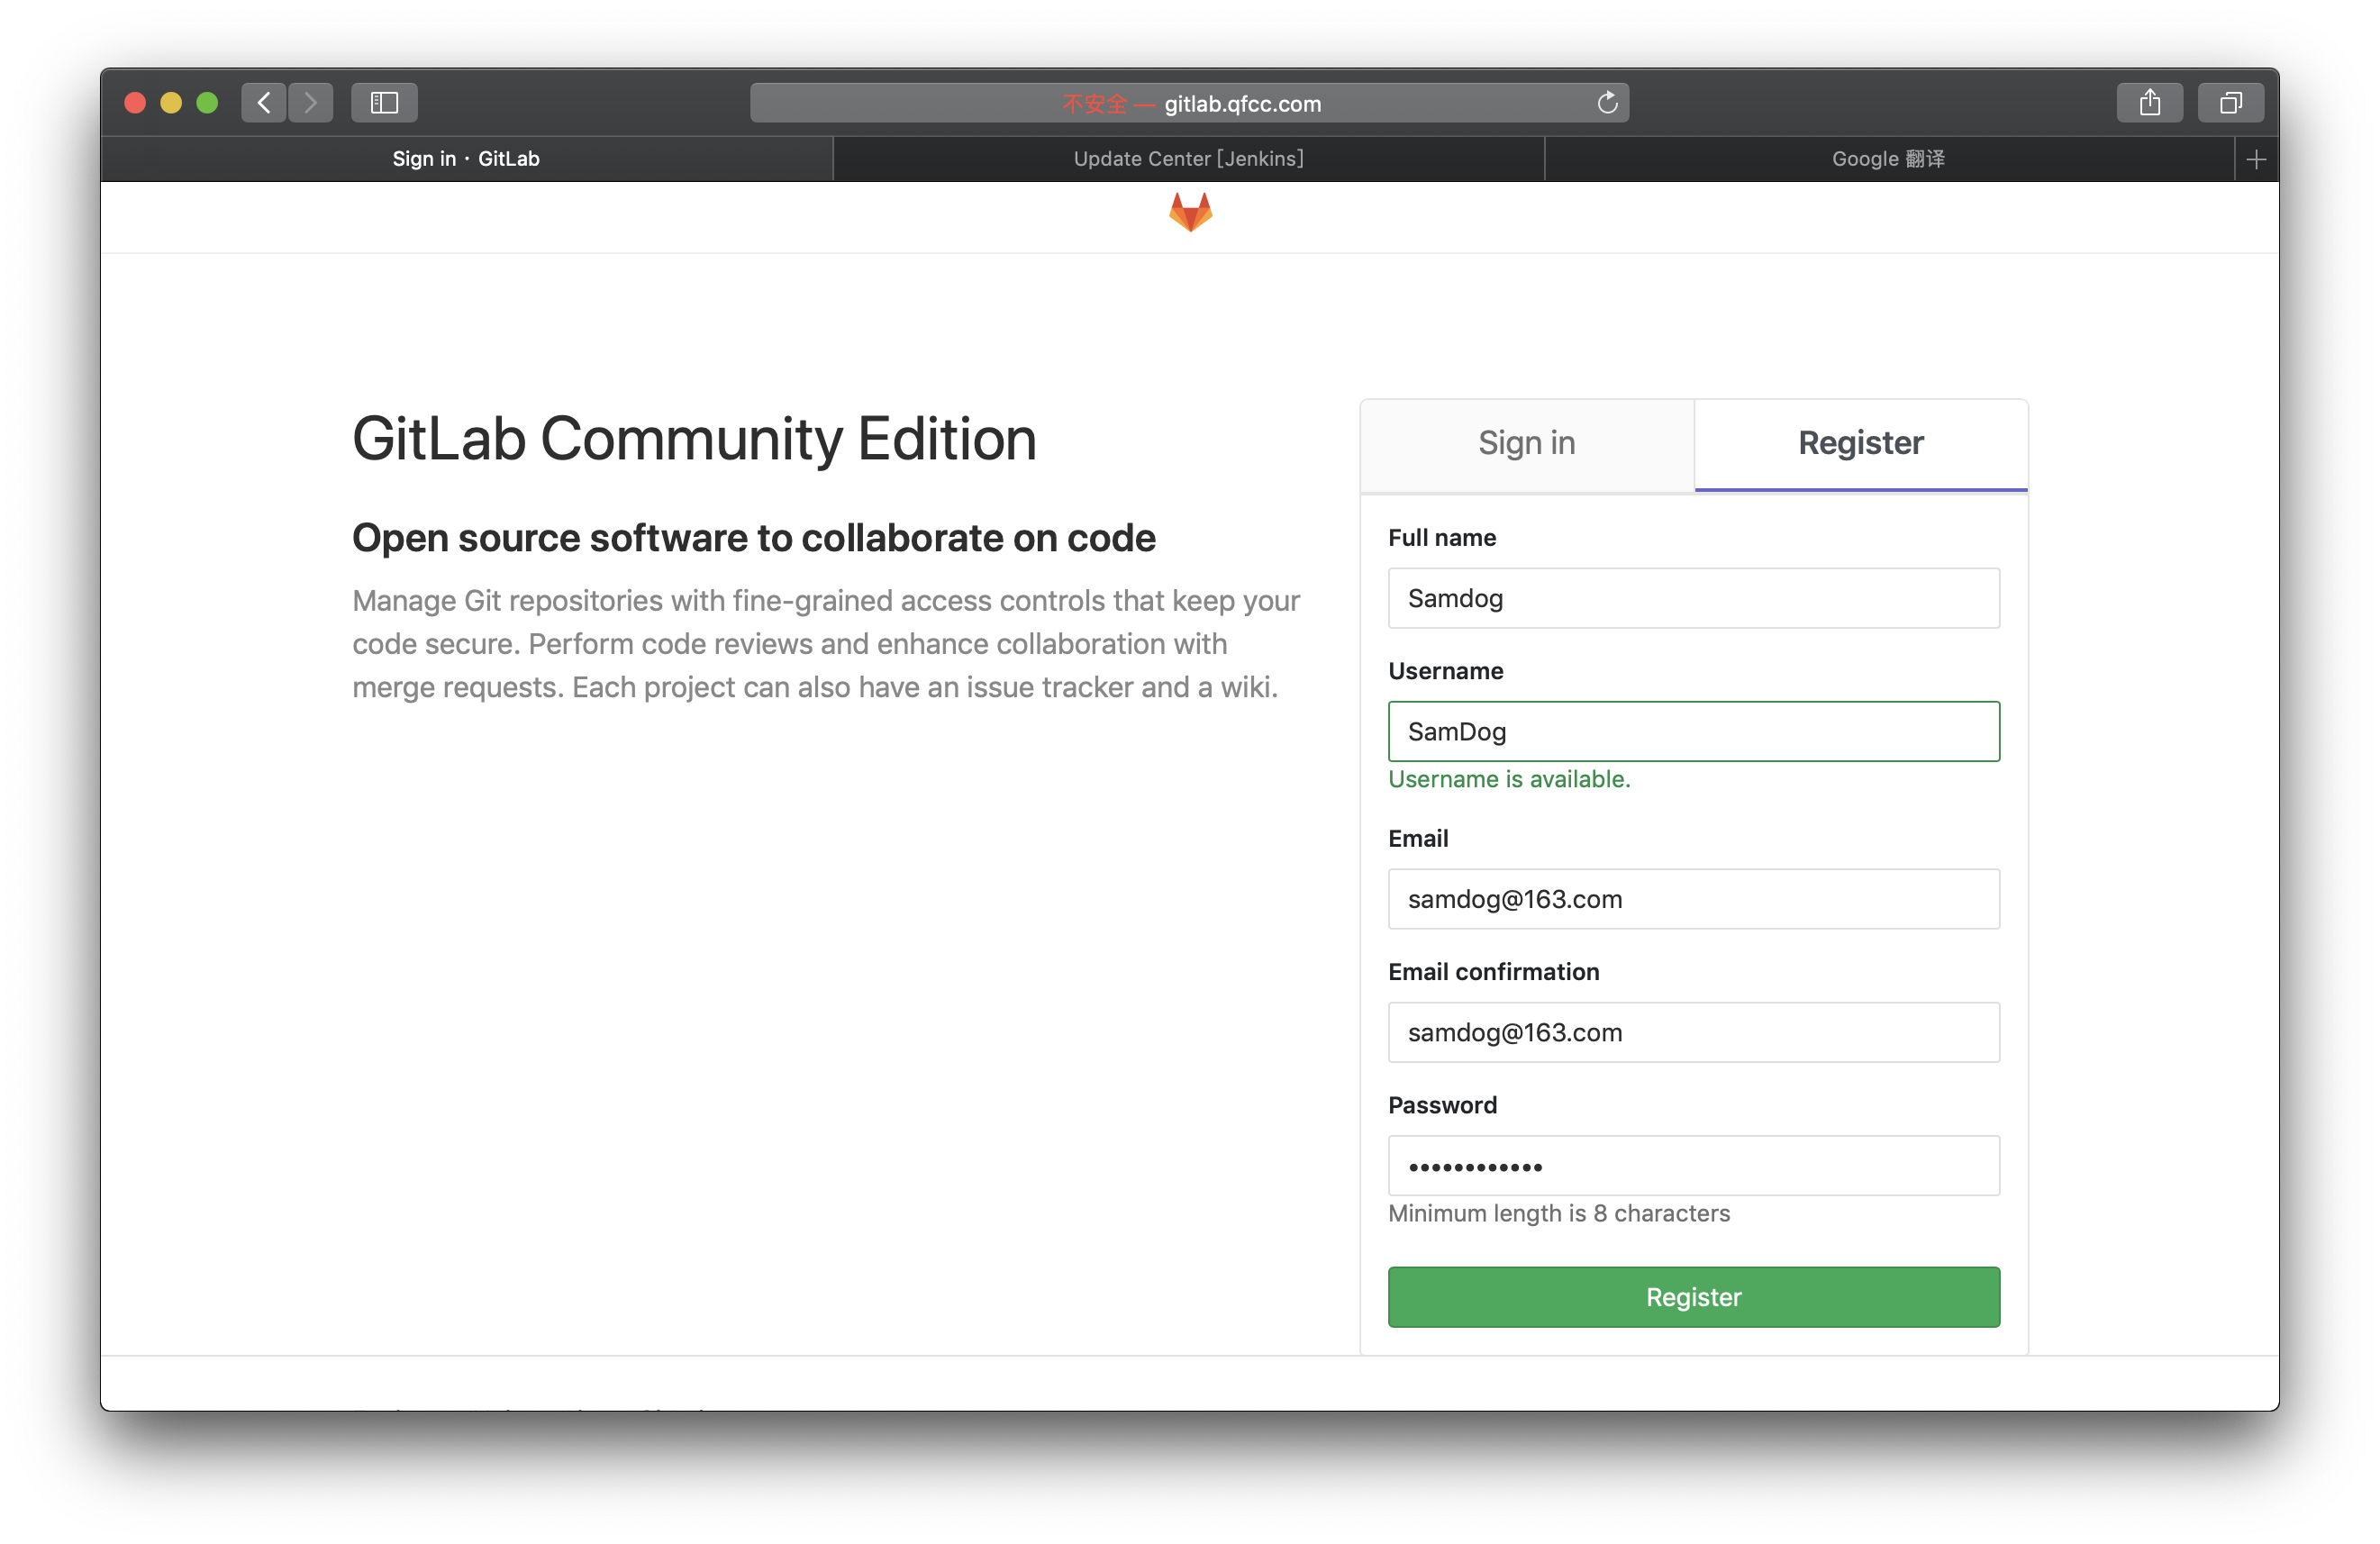 不安全 — gitlab.qfcc.com
Sign in · GitLab
Update Center [Jenkins]
Google 翻译
GitLab Community Edition
Open source software to collaborate on code
Manage Git repositories with fine-grained access controls that keep your
code secure. Perform code reviews and enhance collaboration with
merge requests. Each project can also have an issue tracker and a wiki.
Sign in
Register
Full name
Samdog
Username
SamDog
Username is available.
Email
samdog@163.com
Email confirmation
samdog@163.com
Password
••••••••••••
Minimum length is 8 characters
Register